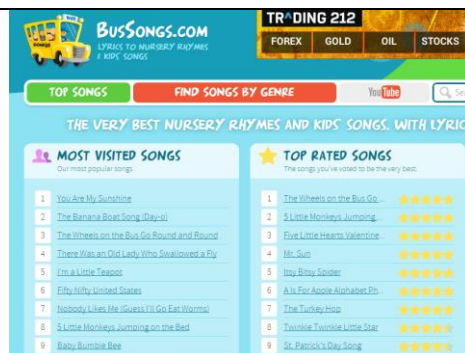 BusSongs.com
LYRICS TO NURSERY RHYMES
& KIDS' SONGS
TRADING 212
FOREX GOLD OIL STOCKS
TOP SONGS
FIND SONGS BY GENRE
YouTube
THE VERY BEST NURSERY RHYMES AND KIDS' SONGS, WITH LYRIC
MOST VISITED SONGS
Our most popular songs.
1 You Are My Sunshine
2 The Banana Boat Song (Day-o)
3 The Wheels on the Bus Go Round and Round
4 There Was an Old Lady Who Swallowed a Fly
5 I'm a Little Teapot
6 Fifty Nifty United States
7 Nobody Likes Me (Guess I'll Go Eat Worms)
8 5 Little Monkeys Jumping on the Bed
9 Baby Bumble Bee
TOP RATED SONGS
The songs you've voted to be the very best.
1 The Wheels on the Bus Go...
2 5 Little Monkeys Jumping...
3 Five Little Hearts Valentine...
4 Mr. Sun
5 Itsy Bitsy Spider
6 A Is For Apple Alphabet Ph...
7 The Turkey Hop
8 Twinkle Twinkle Little Star
9 St. Patrick's Day Song